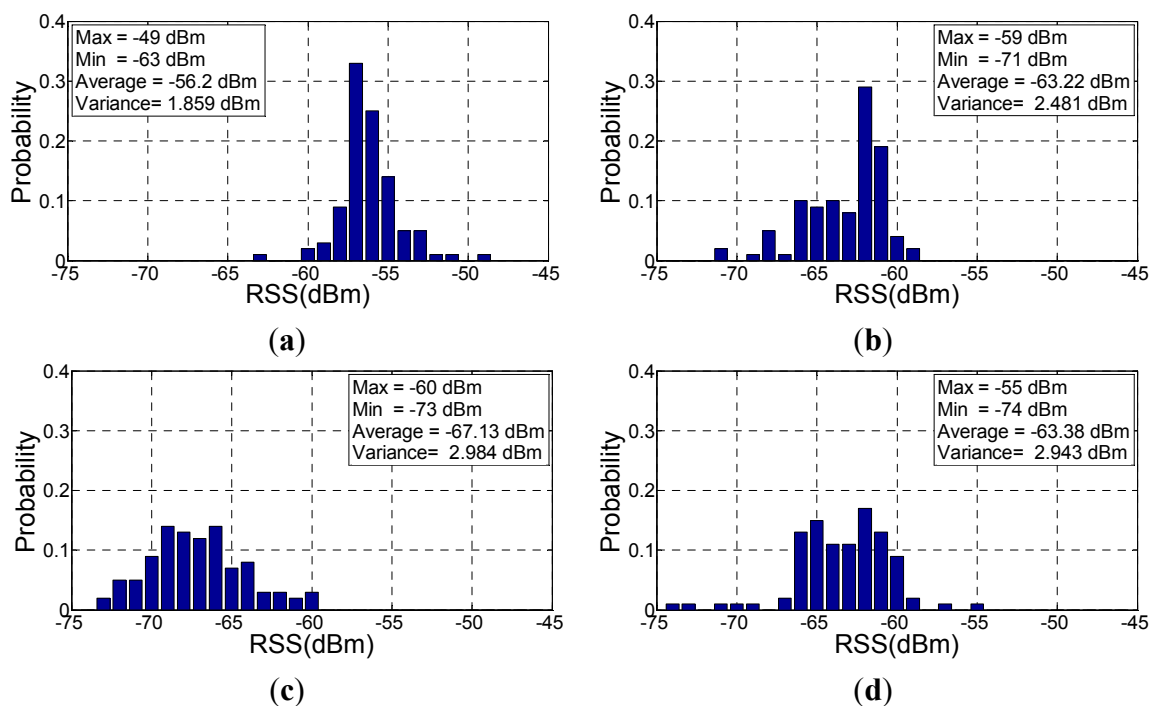 0.4
0.3
0.2
0.1
0
Probability
Max = -49 dBm
Min = -63 dBm
Average = -56.2 dBm
Variance= 1.859 dBm
-75 -70 -65 -60 -55 -50 -45
RSS(dBm)
(a)
0.4
0.3
0.2
0.1
0
Probability
Max = -59 dBm
Min = -71 dBm
Average = -63.22 dBm
Variance= 2.481 dBm
-75 -70 -65 -60 -55 -50 -45
RSS(dBm)
(b)
0.4
0.3
0.2
0.1
0
Probability
Max = -60 dBm
Min = -73 dBm
Average = -67.13 dBm
Variance= 2.984 dBm
-75 -70 -65 -60 -55 -50 -45
RSS(dBm)
(c)
0.4
0.3
0.2
0.1
0
Probability
Max = -55 dBm
Min = -74 dBm
Average = -63.38 dBm
Variance= 2.943 dBm
-75 -70 -65 -60 -55 -50 -45
RSS(dBm)
(d)